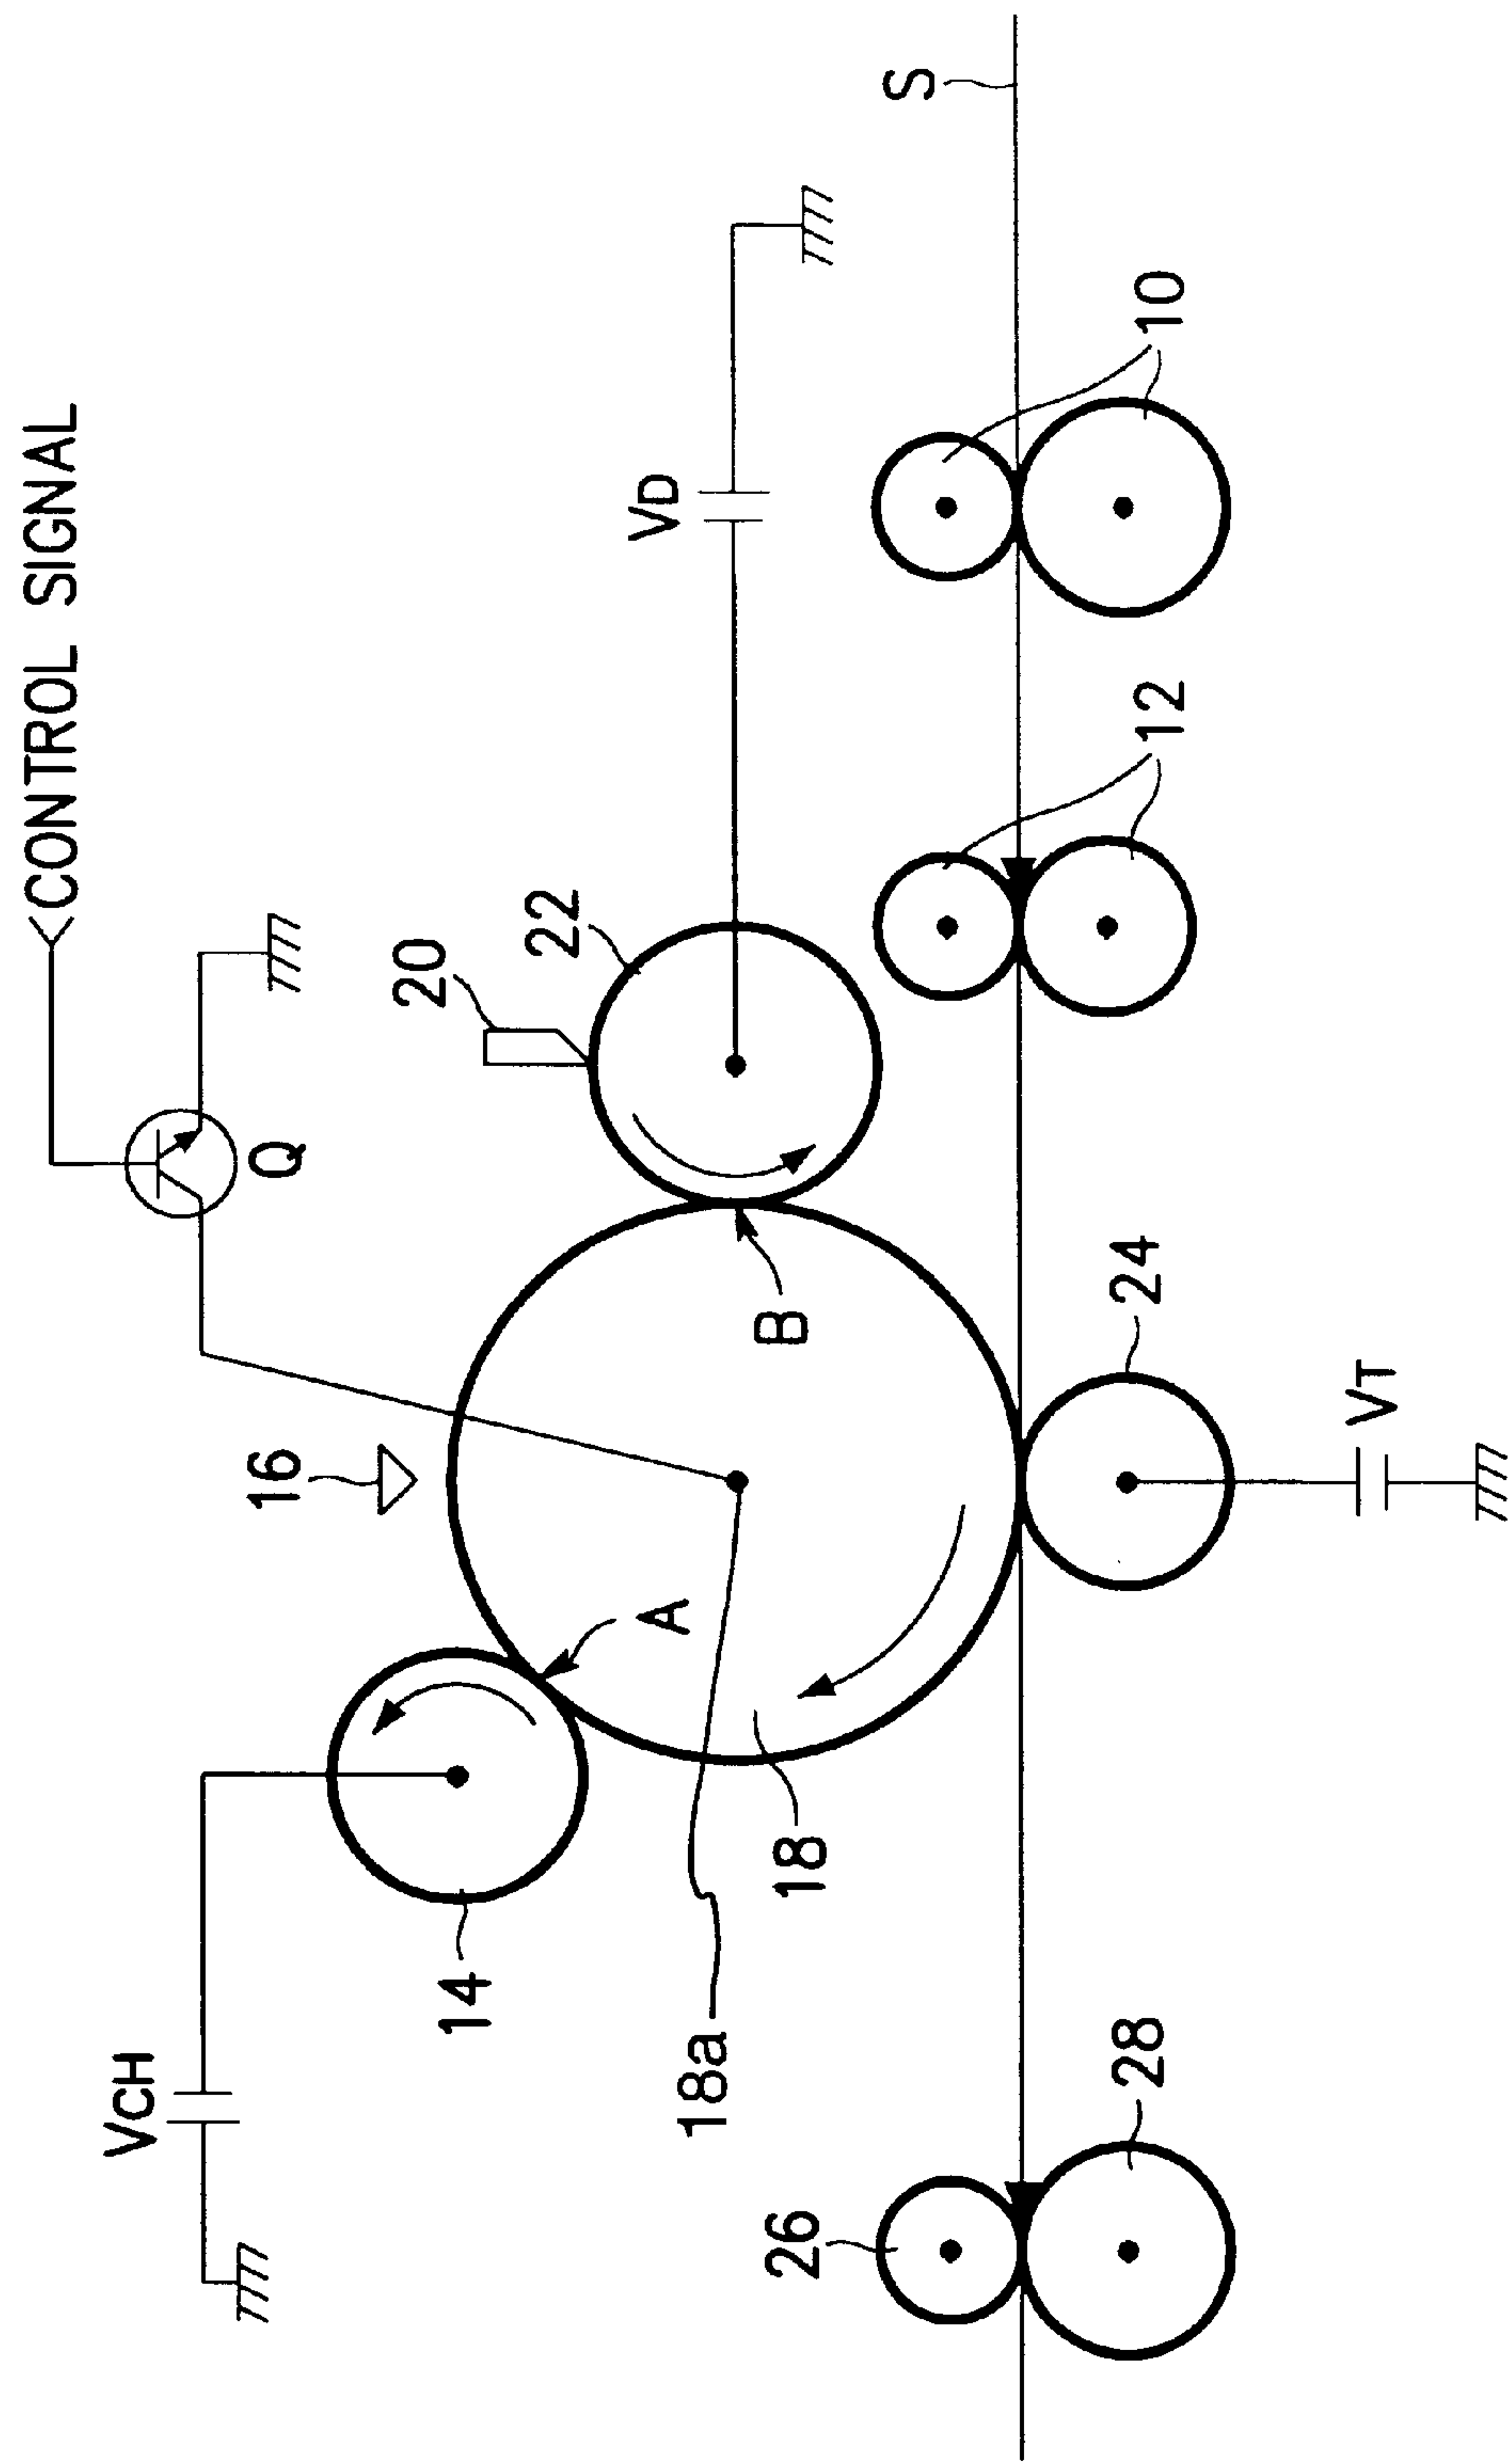 CONTROL SIGNAL
VCH
Q
16
20
22
VD
S
14
A
B
18a
18
26
28
24
VT
12
10